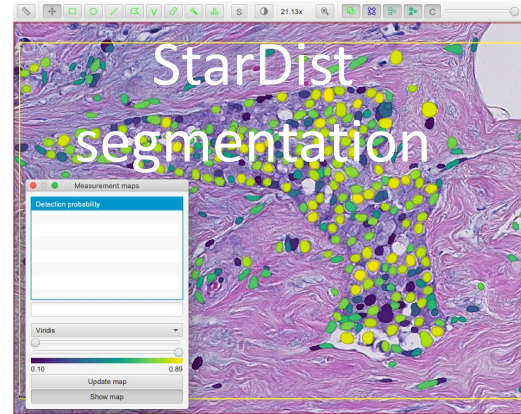 V
S
21.13x
C
StarDist
segmentation
Measurement maps
Detection probability
Viridis
0.10
0.89
Update map
Show map